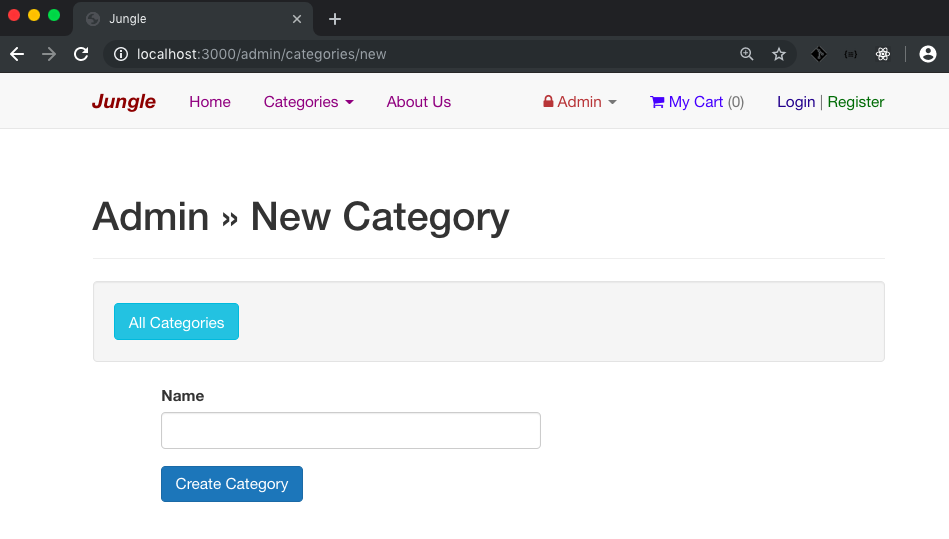 Jungle
localhost:3000/admin/categories/new
Jungle Home Categories About Us Admin My Cart (0) Login | Register
Admin » New Category
All Categories
Name
Create Category